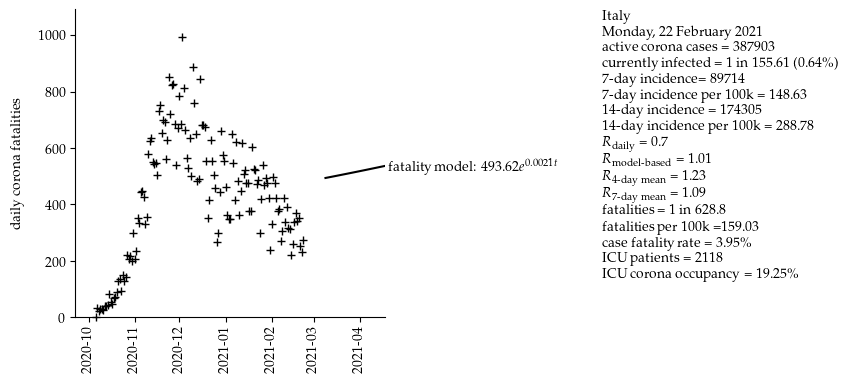 1000
800
600
400
200
0
daily corona fatalities
2020-10
2020-11
2020-12
2021-01
2021-02
2021-03
2021-04
fatality model: 493.62e^0.0021t
Italy
Monday, 22 February 2021
active corona cases = 387903
currently infected = 1 in 155.61 (0.64%)
7-day incidence= 89714
7-day incidence per 100k = 148.63
14-day incidence = 174305
14-day incidence per 100k = 288.78
R_daily = 0.7
R_model-based = 1.01
R_4-day mean = 1.23
R_7-day mean = 1.09
fatalities = 1 in 628.8
fatalities per 100k =159.03
case fatality rate = 3.95%
ICU patients = 2118
ICU corona occupancy = 19.25%